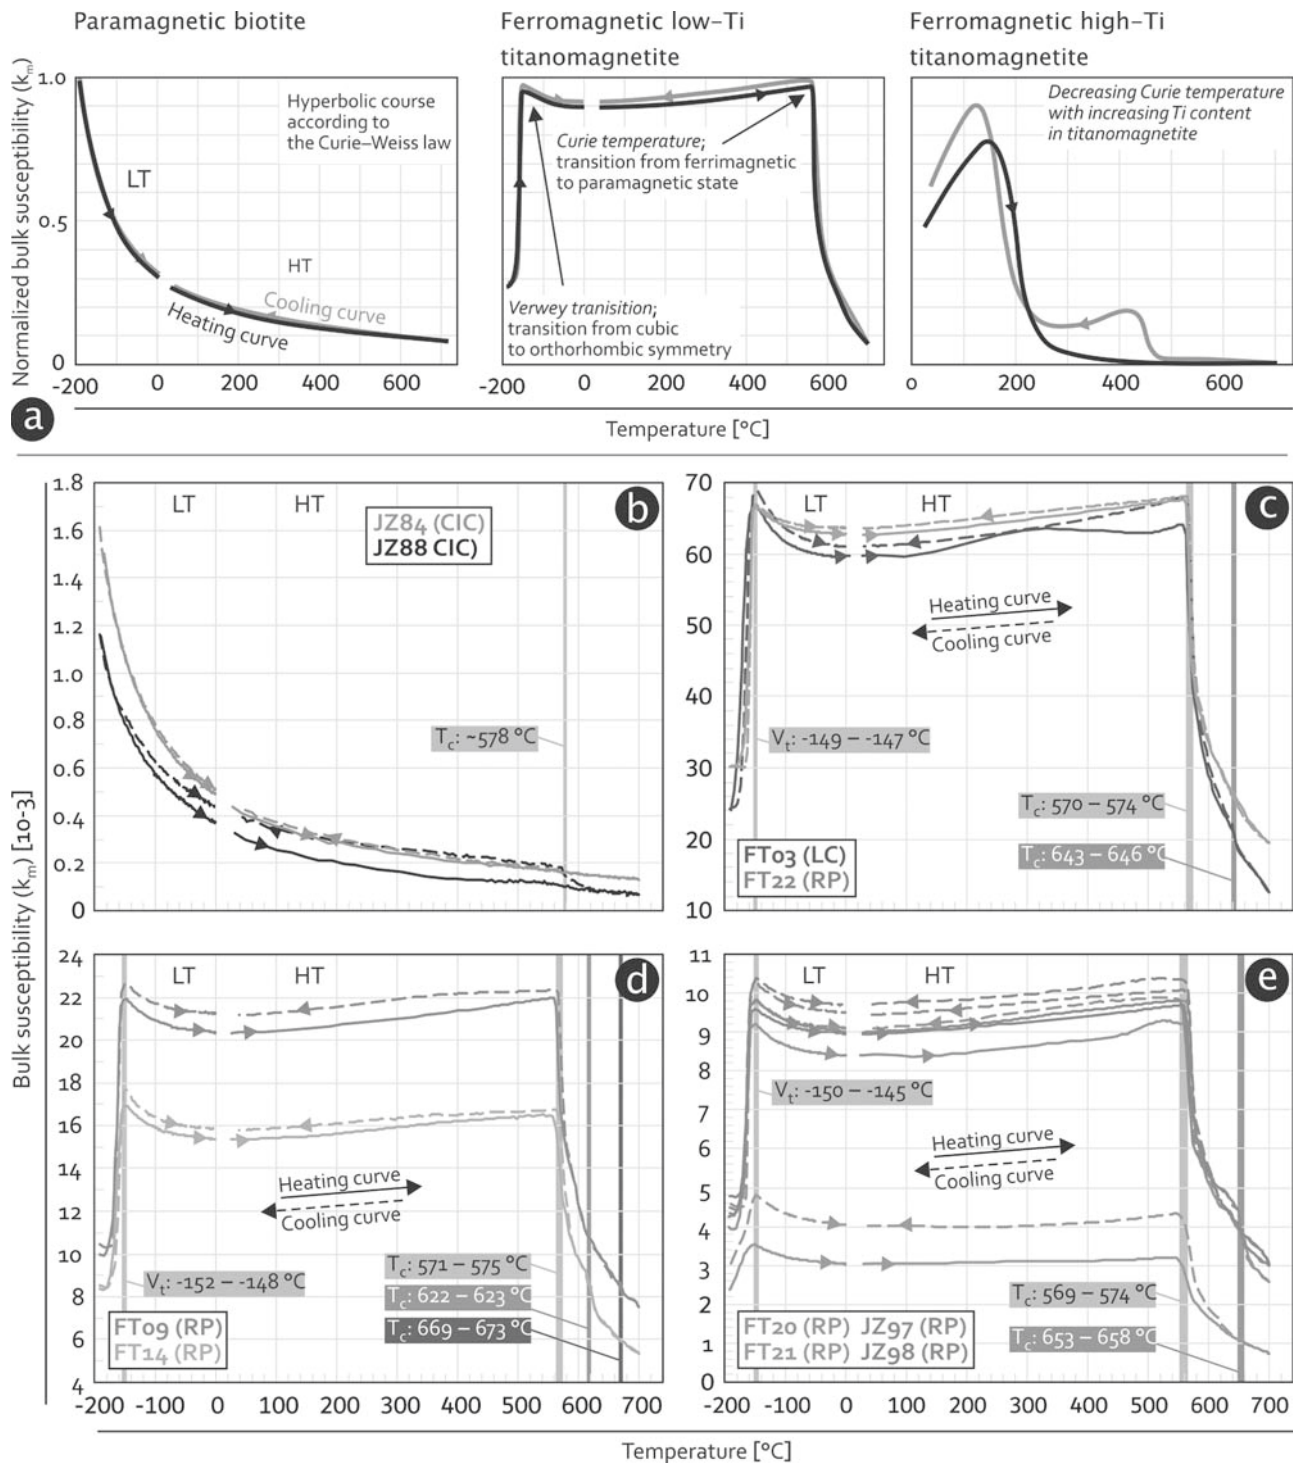 Paramagnetic biotite
Ferromagnetic low–Ti
titanomagnetite
Ferromagnetic high–Ti
titanomagnetite
Normalized bulk susceptibility (km)
1.0
0.5
0
Hyperbolic course
according to
the Curie–Weiss law
LT
HT
Cooling curve
Heating curve
-200 0 200 400 600
Curie temperature;
transition from ferrimagnetic
to paramagnetic state
Verwey tranisition;
transition from cubic
to orthorhombic symmetry
-200 0 200 400 600
Decreasing Curie temperature
with increasing Ti content
in titanomagnetite
0 200 400 600
a
Temperature [°C]
Bulk susceptibility (km) [10-3]
1.8
1.6
1.4
1.2
1.0
0.8
0.6
0.4
0.2
0
LT HT
b
JZ84 (CIC)
JZ88 CIC)
Tc: ~578 °C
70
60
50
40
30
20
10
LT HT
c
Heating curve
Cooling curve
Vt: -149 – -147 °C
Tc: 570 – 574 °C
Tc: 643 – 646 °C
FT03 (LC)
FT22 (RP)
24
22
20
18
16
14
12
10
8
6
4
LT HT
d
Heating curve
Cooling curve
Vt: -152 – -148 °C
Tc: 571 – 575 °C
Tc: 622 – 623 °C
Tc: 669 – 673 °C
FT09 (RP)
FT14 (RP)
-200 -100 0 100 200 300 400 500 600 700
11
10
9
8
7
6
5
4
3
2
1
0
LT HT
e
Vt: -150 – -145 °C
Heating curve
Cooling curve
Tc: 569 – 574 °C
Tc: 653 – 658 °C
FT20 (RP) JZ97 (RP)
FT21 (RP) JZ98 (RP)
-200 -100 0 100 200 300 400 500 600 700
Temperature [°C]